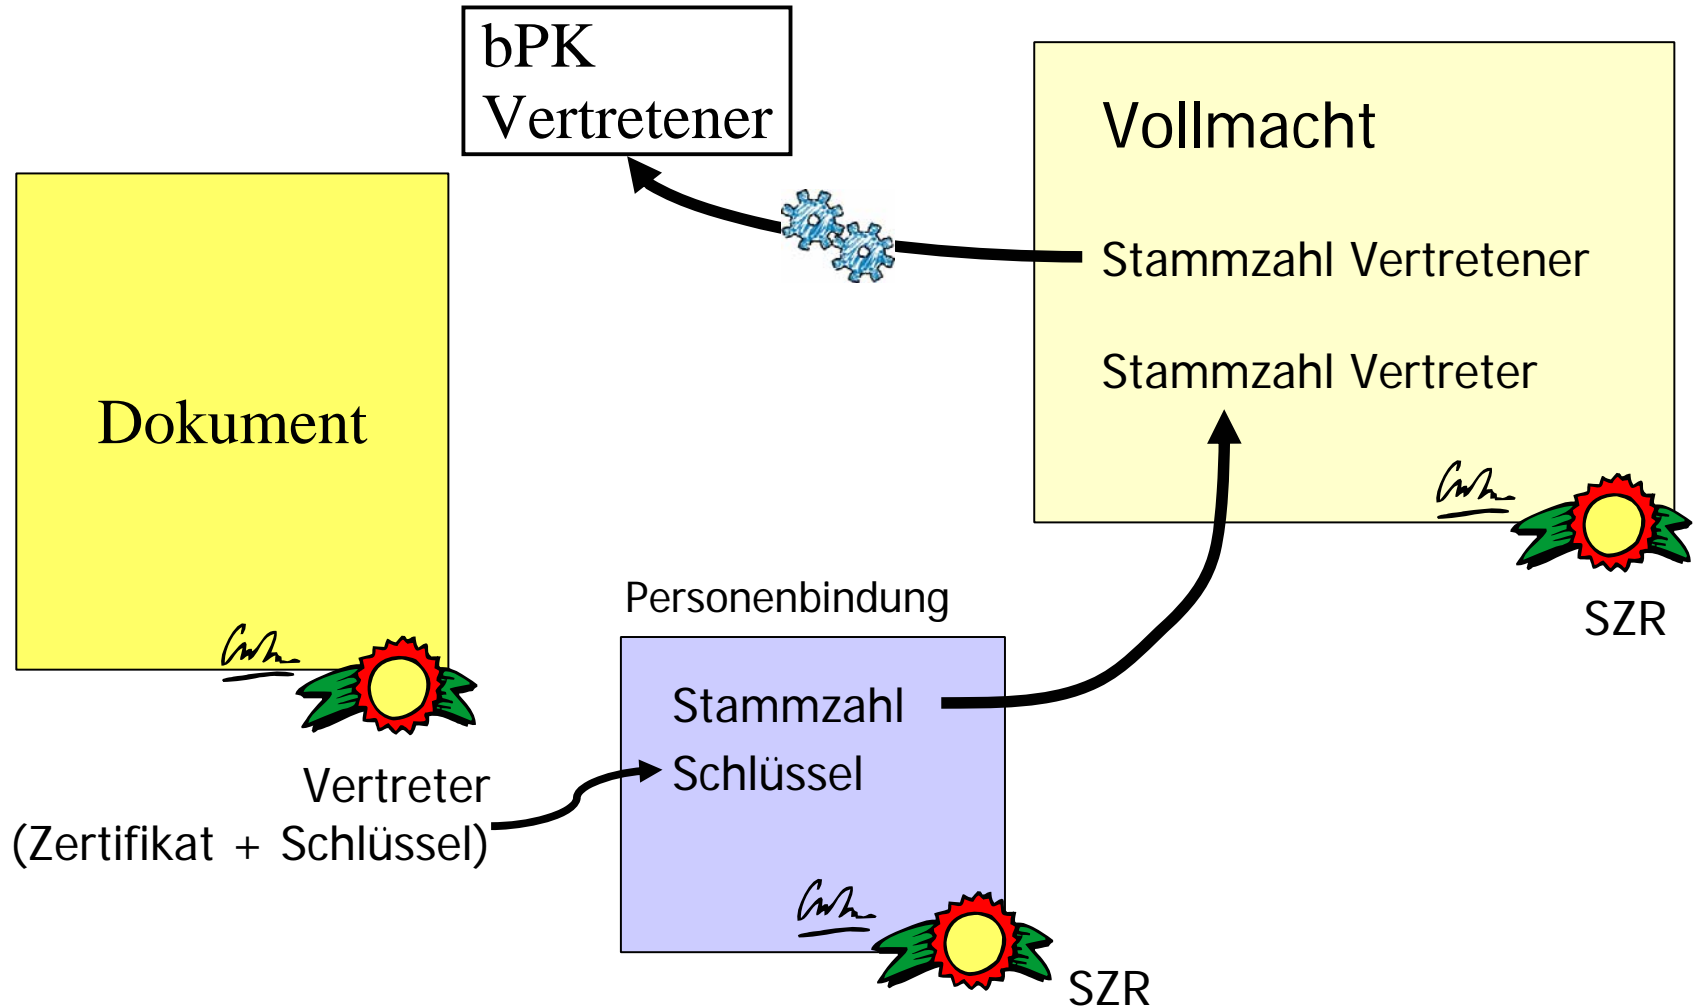 bPK
Vertretener
Vollmacht
Stammzahl Vertretener
Stammzahl Vertreter
SZR
Dokument
Vertreter
(Zertifikat + Schlüssel)
Personenbindung
Stammzahl
Schlüssel
SZR